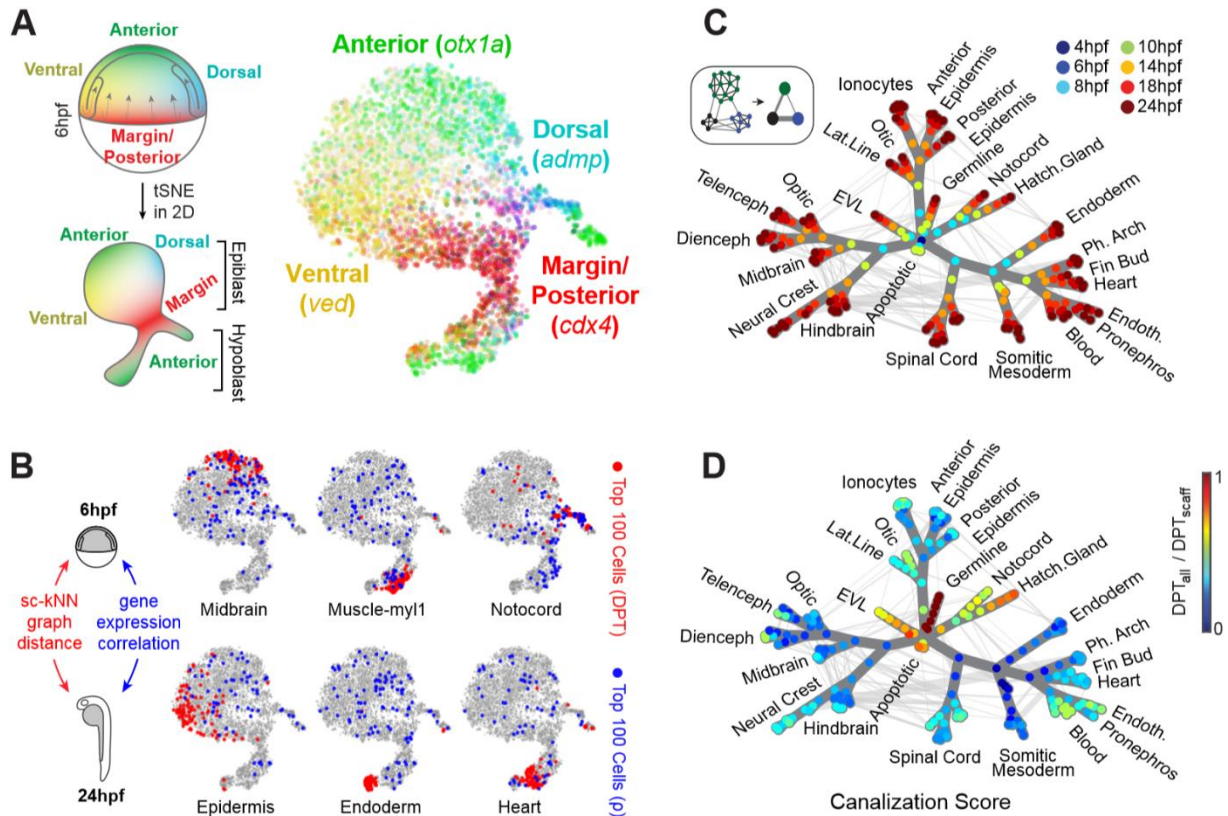 A
Anterior
Ventral
Dorsal
6hpf
Margin/
Posterior
tSNE
in 2D
Anterior
Dorsal
Margin
Ventral
Anterior
Epiblast
Hypoblast
Anterior (otx1a)
Dorsal
(admp)
Ventral
(ved)
Margin/
Posterior
(cdx4)
B
6hpf
sc-kNN
graph
distance
gene
expression
correlation
24hpf
Midbrain
Muscle-myl1
Notocord
Epidermis
Endoderm
Heart
Top 100 Cells (DPT)
Top 100 Cells (ρ)
C
4hpf
6hpf
8hpf
10hpf
14hpf
18hpf
24hpf
Ionocytes
Anterior
Epidermis
Posterior
Epidermis
Otic
Lat.Line
Germline
Notocord
Hatch.Gland
Telenceph
Optic
EVL
Endoderm
Dienceph
Ph. Arch
Fin Bud
Heart
Midbrain
Neural Crest
Hindbrain
Apoptotic
Spinal Cord
Somitic
Mesoderm
Blood
Endoth.
Pronephros
D
Ionocytes
Anterior
Epidermis
Posterior
Epidermis
Otic
Lat.Line
Germline
Notocord
Hatch.Gland
Telenceph
Optic
EVL
Endoderm
Dienceph
Ph. Arch
Fin Bud
Heart
Midbrain
Neural Crest
Hindbrain
Apoptotic
Spinal Cord
Somitic
Mesoderm
Blood
Endoth.
Pronephros
1
0
DPTall / DPTscaff
Canalization Score